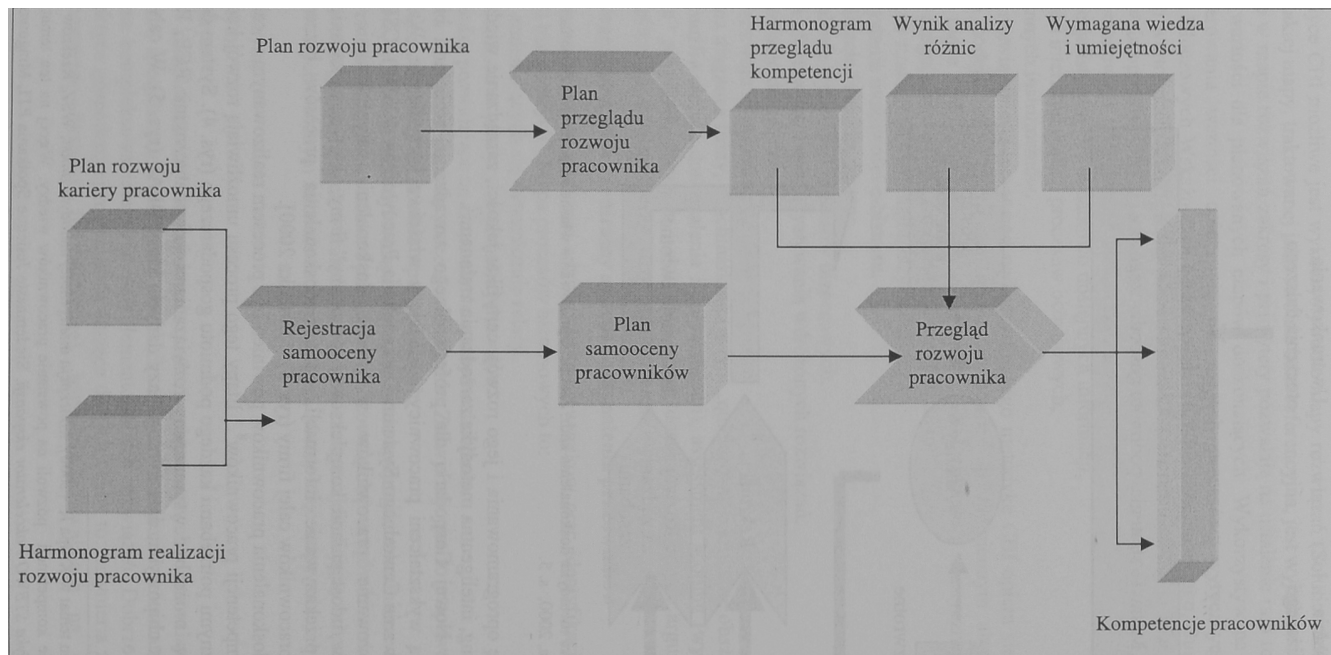 Plan rozwoju pracownika
Harmonogram
przeglądu
kompetencji
Wynik analizy
różnic
Wymagana wiedza
i umiejętności
Plan
przeglądu
rozwoju
pracownika
Plan rozwoju
kariery pracownika
Rejestracja
samooceny
pracownika
Plan
samooceny
pracowników
Przegląd
rozwoju
pracownika
Harmonogram realizacji
rozwoju pracownika
Kompetencje pracowników